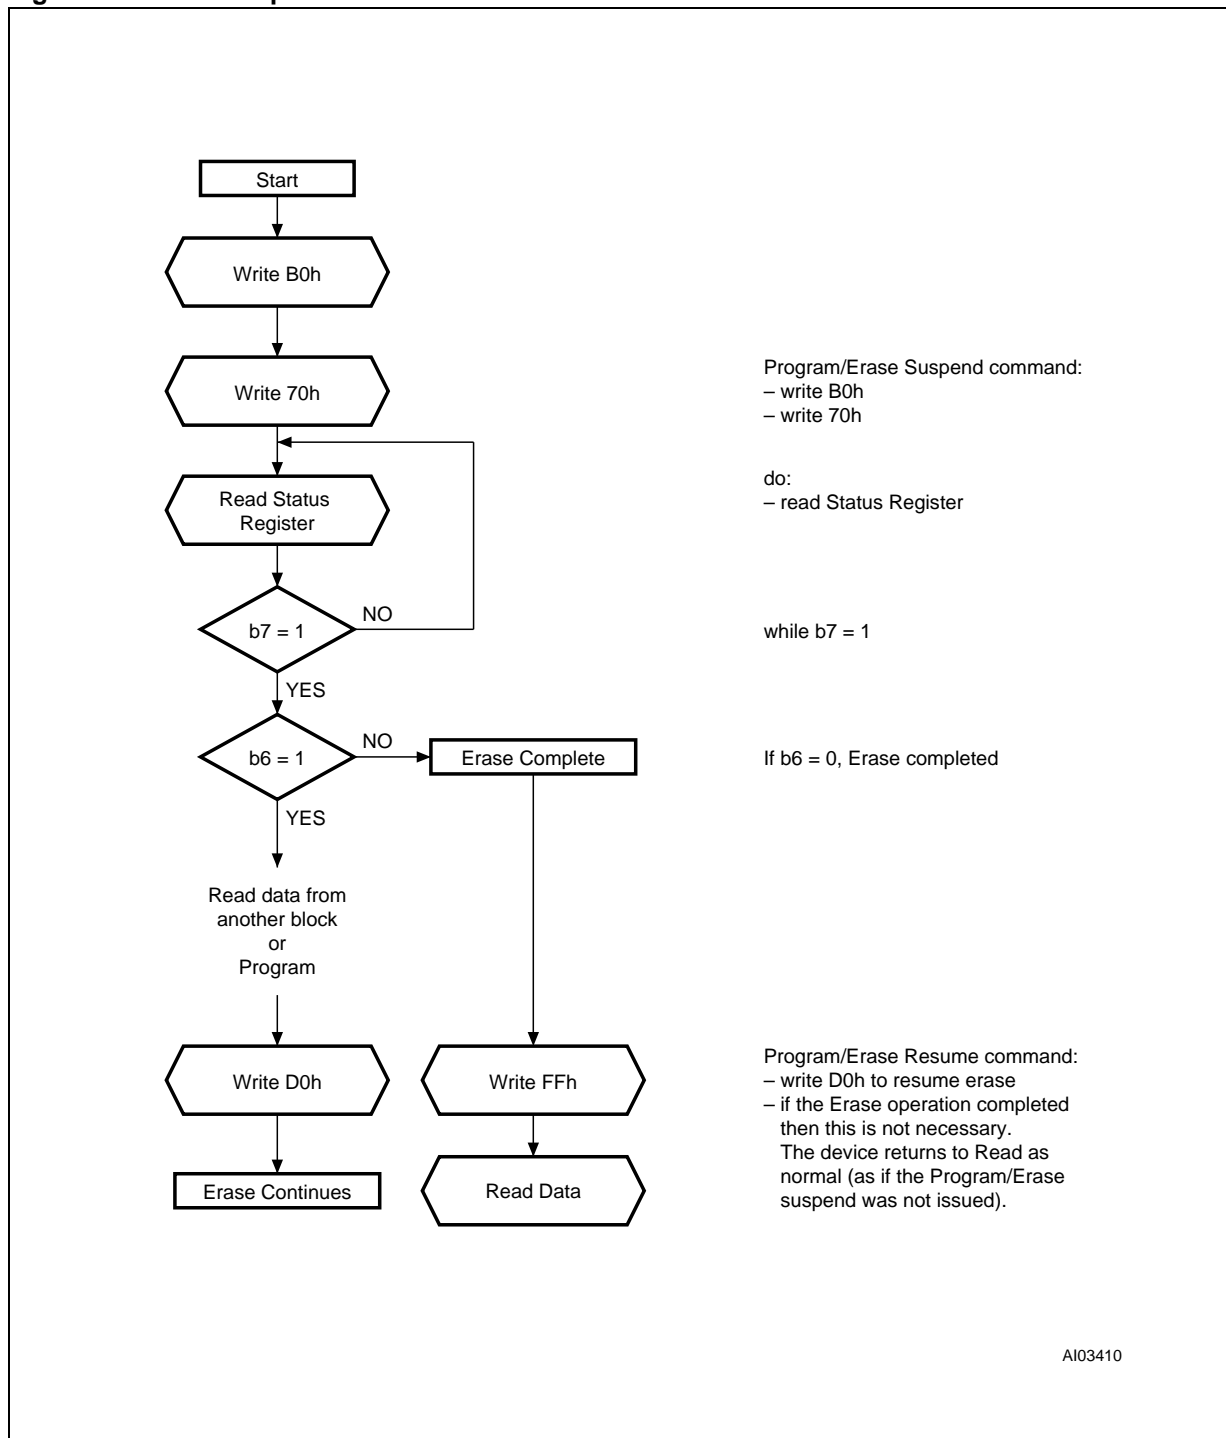 Start
Write B0h
Write 70h
Program/Erase Suspend command:
– write B0h
– write 70h
Read Status
Register
do:
– read Status Register
b7 = 1
NO
while b7 = 1
YES
b6 = 1
NO
Erase Complete
If b6 = 0, Erase completed
YES
Read data from
another block
or
Program
Write D0h
Write FFh
Program/Erase Resume command:
– write D0h to resume erase
– if the Erase operation completed
then this is not necessary.
The device returns to Read as
normal (as if the Program/Erase
suspend was not issued).
Erase Continues
Read Data
AI03410